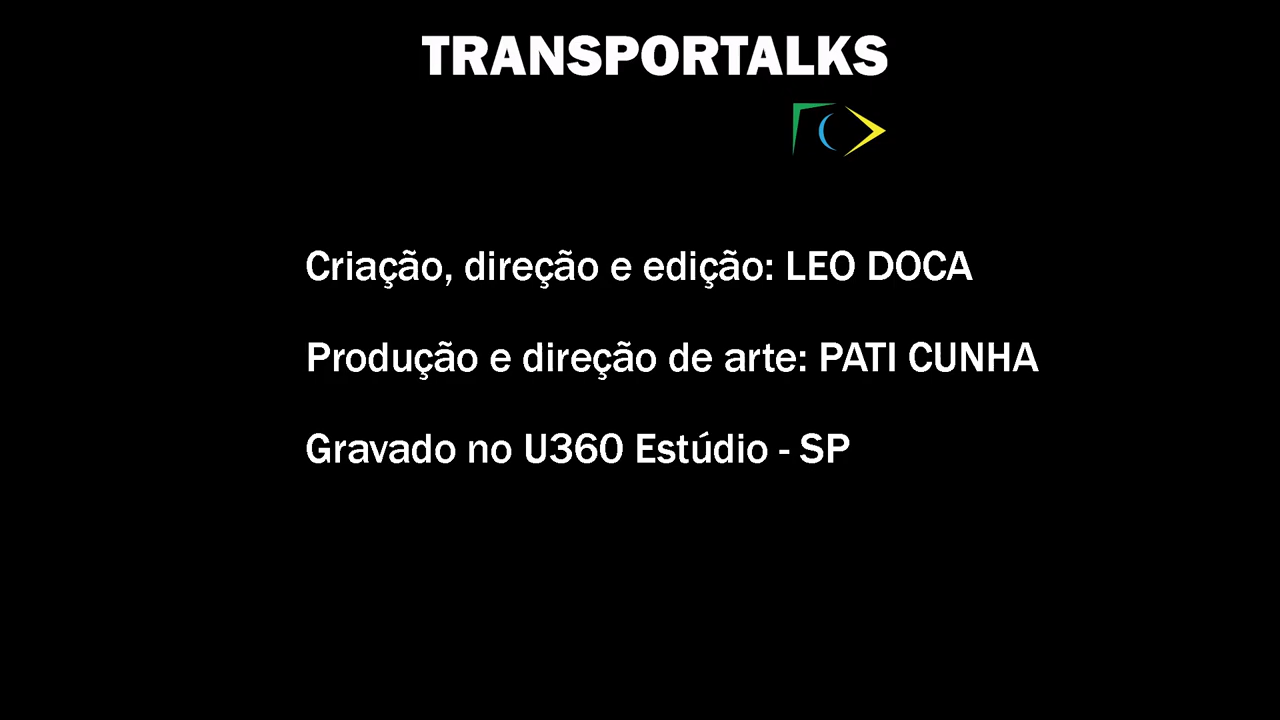 TRANSPORTALKS
Criação, direção e edição: LEO DOCA
Produção e direção de arte: PATI CUNHA
Gravado no U360 Estúdio - SP